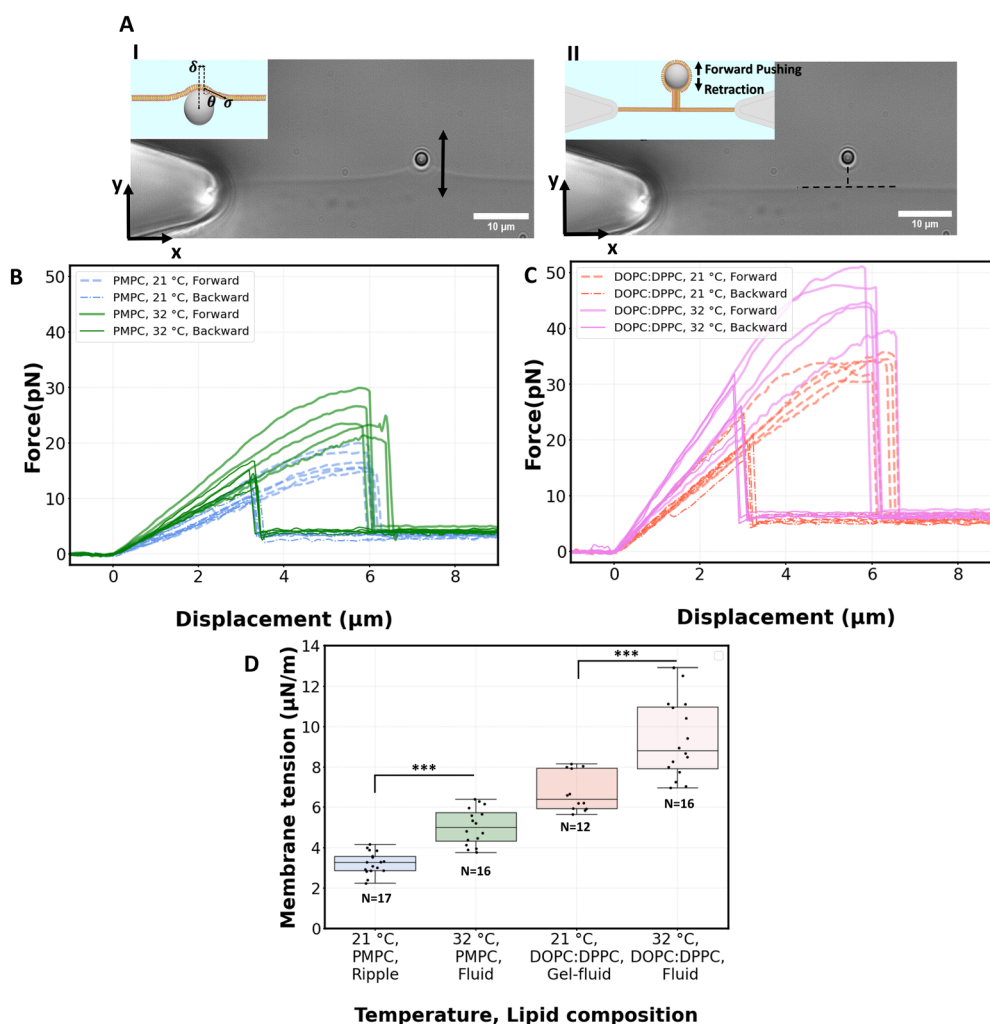 A
I
δ
θ
σ
y
x
10 μm
II
Forward Pushing
Retraction
y
x
10 μm
B
PMPC, 21 °C, Forward
PMPC, 21 °C, Backward
PMPC, 32 °C, Forward
PMPC, 32 °C, Backward
50
40
30
20
10
0
Force(pN)
0 2 4 6 8
Displacement (μm)
C
DOPC:DPPC, 21 °C, Forward
DOPC:DPPC, 21 °C, Backward
DOPC:DPPC, 32 °C, Forward
DOPC:DPPC, 32 °C, Backward
50
40
30
20
10
0
Force(pN)
0 2 4 6 8
Displacement (μm)
D
14
12
10
8
6
4
2
0
Membrane tension (μN/m)
***
***
N=17
N=16
N=12
N=16
21 °C,
PMPC,
Ripple
32 °C,
PMPC,
Fluid
21 °C,
DOPC:DPPC,
Gel-fluid
32 °C,
DOPC:DPPC,
Fluid
Temperature, Lipid composition